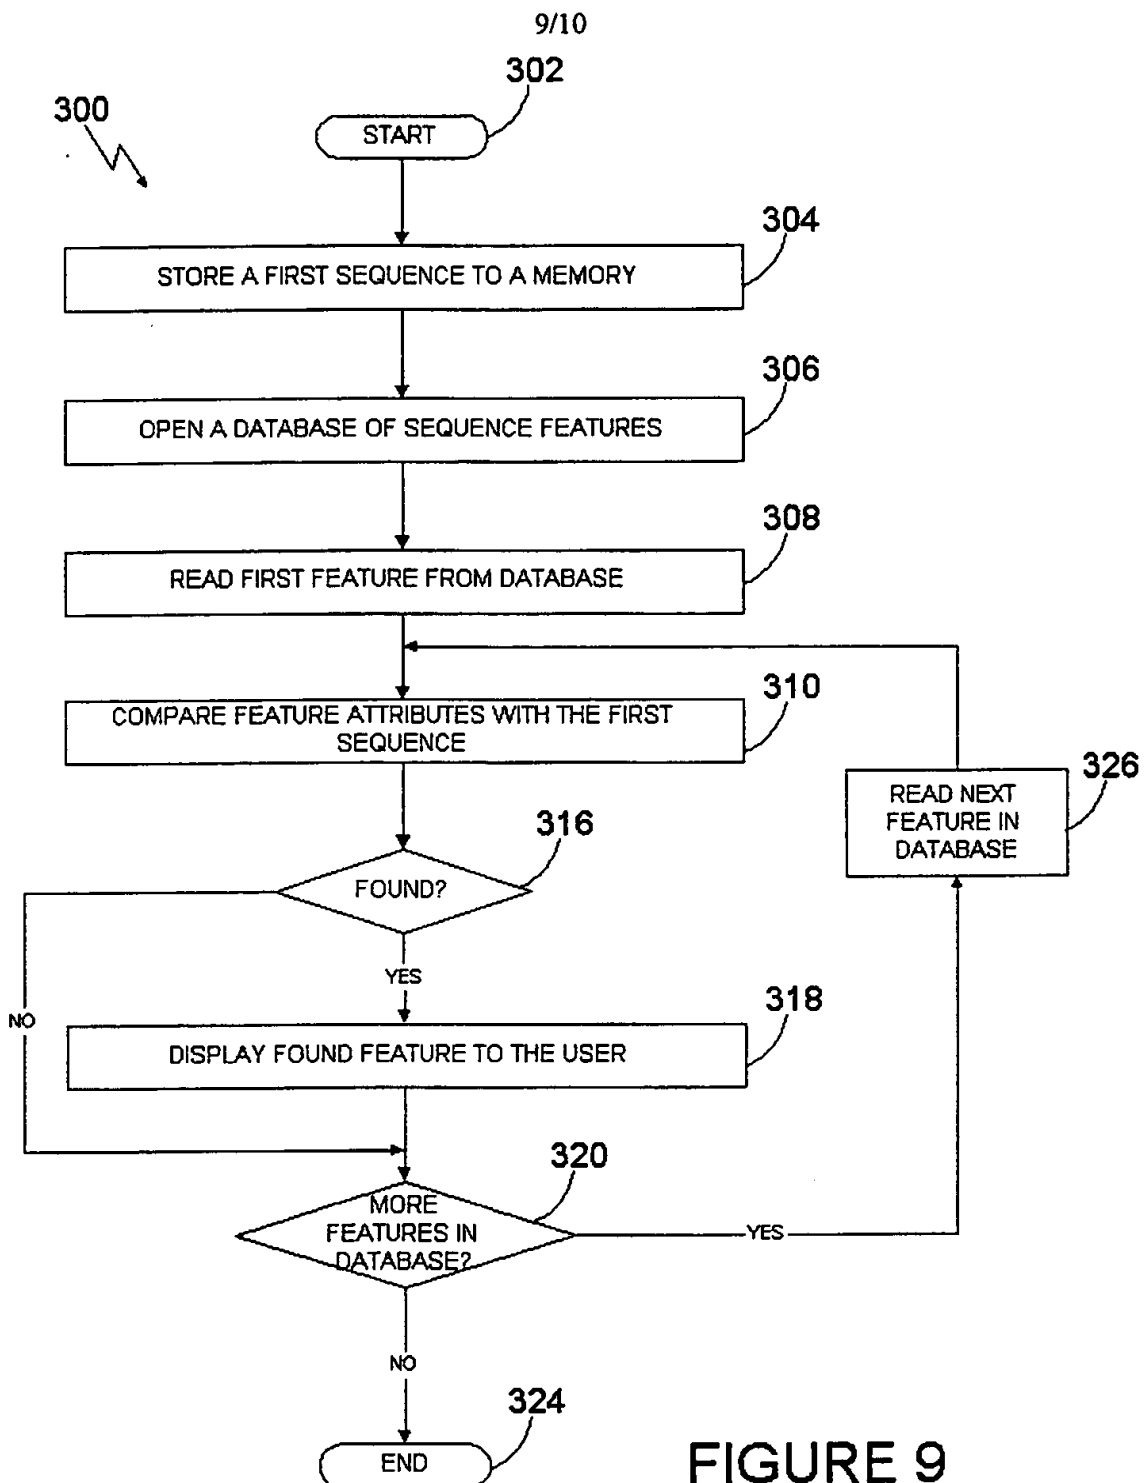 9/10
302
300
START
304
STORE A FIRST SEQUENCE TO A MEMORY
306
OPEN A DATABASE OF SEQUENCE FEATURES
308
READ FIRST FEATURE FROM DATABASE
310
COMPARE FEATURE ATTRIBUTES WITH THE FIRST
SEQUENCE
326
READ NEXT
FEATURE IN
DATABASE
316
FOUND?
YES
NO
318
DISPLAY FOUND FEATURE TO THE USER
320
MORE
FEATURES IN
DATABASE?
YES
NO
324
END
FIGURE 9